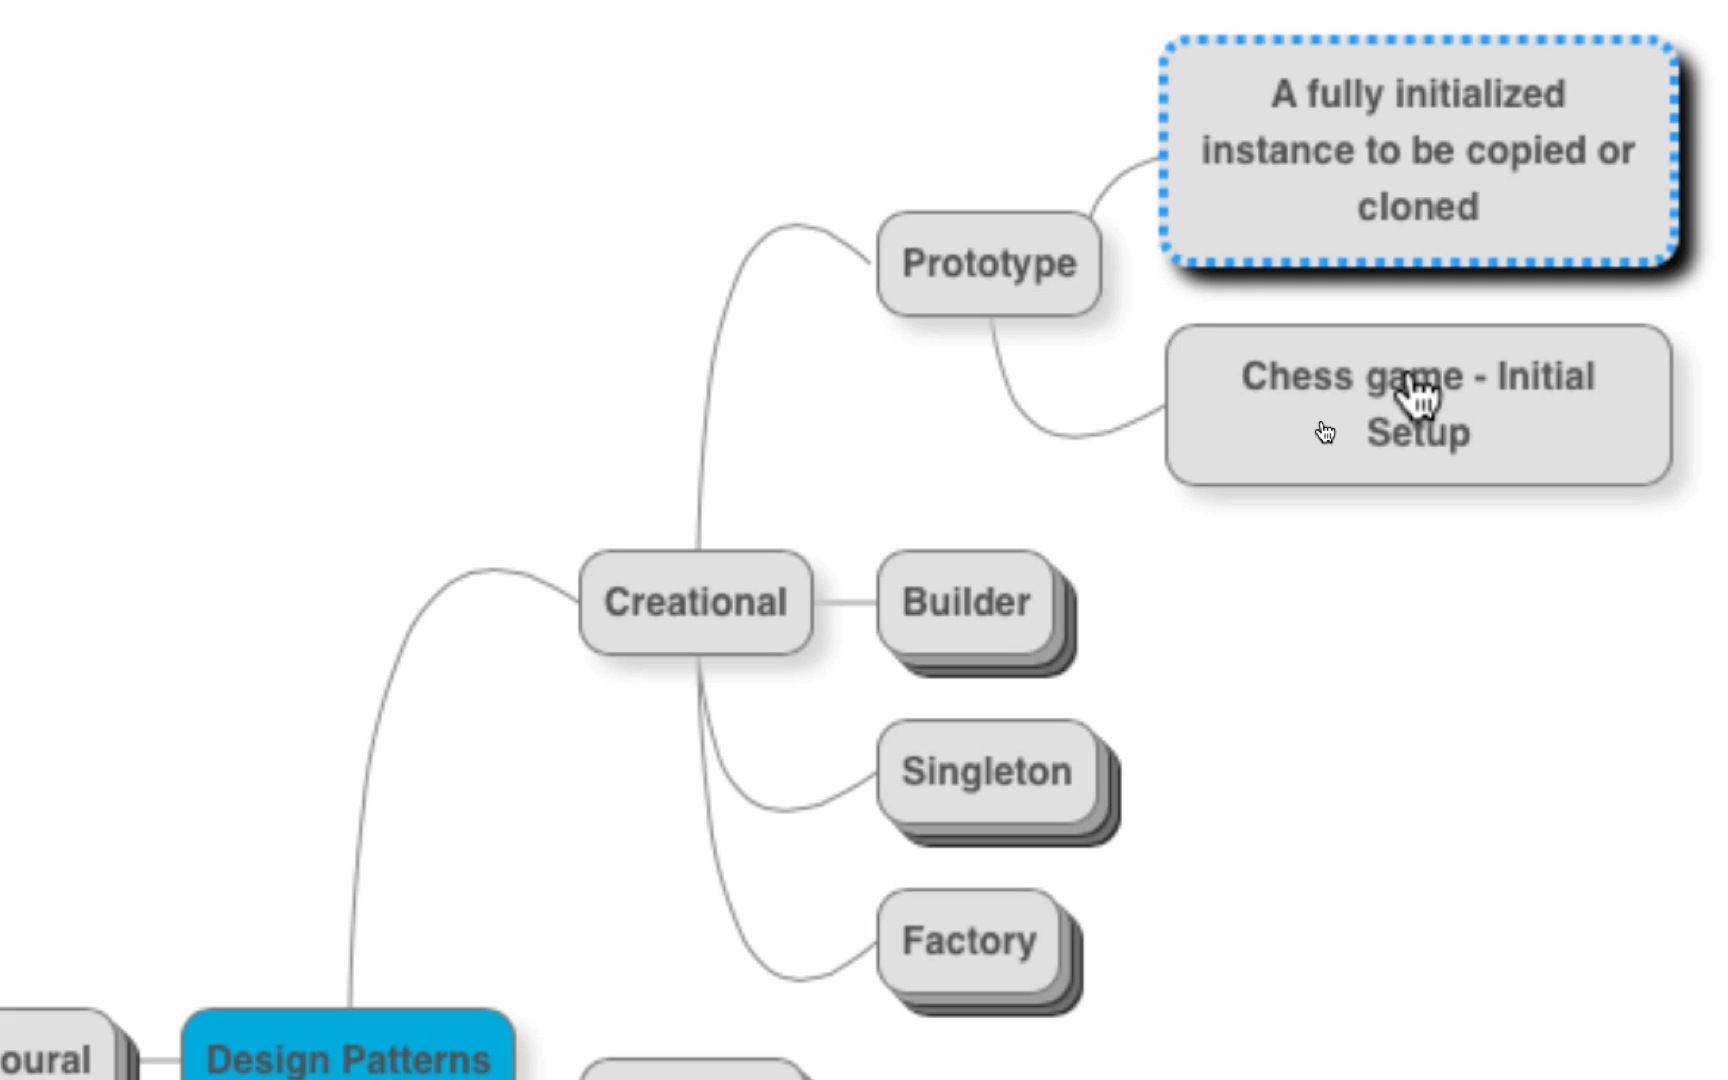 A fully initialized
instance to be copied or
cloned
Prototype
Chess game - Initial
Setup
Creational
Builder
Singleton
Factory
oural
Design Patterns